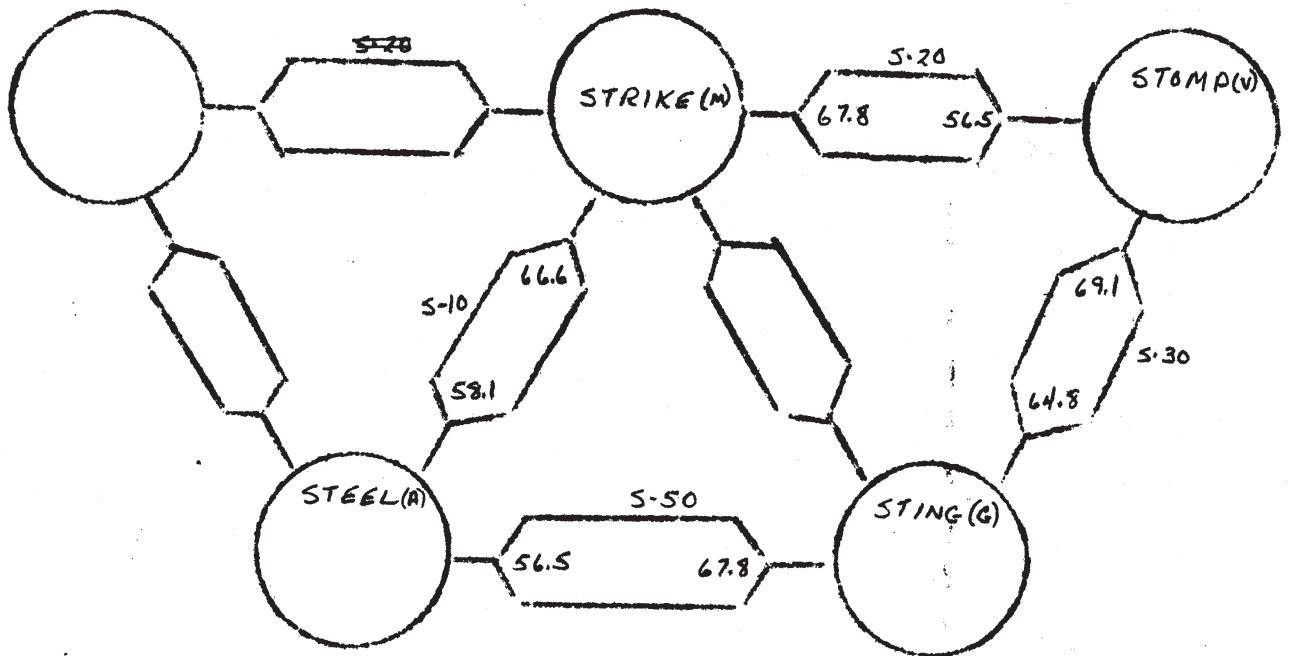 S-20
S-20
STRIKE (M)
STOMP (V)
67.8
56.5
66.6
S-10
58.1
69.1
S-30
64.8
STEEL (A)
S-50
STING (G)
56.5
67.8